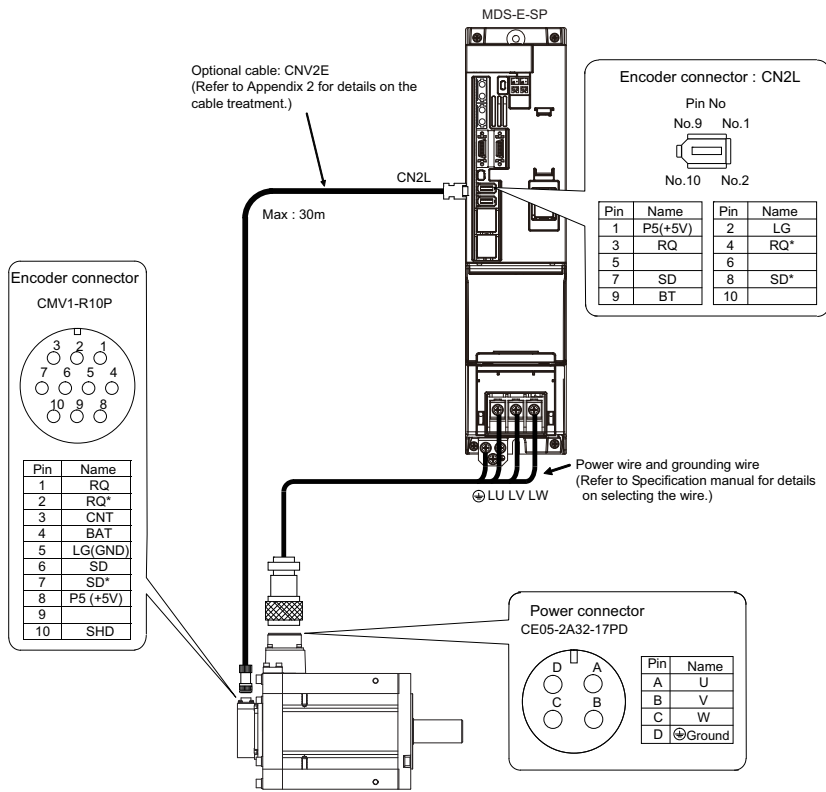 MDS-E-SP
Optional cable: CNV2E
(Refer to Appendix 2 for details on the
cable treatment.)
CN2L
Max : 30m
Encoder connector : CN2L
Pin No
No.9 No.1
No.10 No.2
Pin Name Pin Name
1 P5(+5V) 2 LG
3 RQ 4 RQ*
5 6
7 SD 8 SD*
9 BT 10
Encoder connector
CMV1-R10P
3 2 1
7 6 5 4
10 9 8
Pin Name
1 RQ
2 RQ*
3 CNT
4 BAT
5 LG(GND)
6 SD
7 SD*
8 P5 (+5V)
9
10 SHD
Power wire and grounding wire
(Refer to Specification manual for details
on selecting the wire.)
LU LV LW
Power connector
CE05-2A32-17PD
D A
C B
Pin Name
A U
B V
C W
D Ground